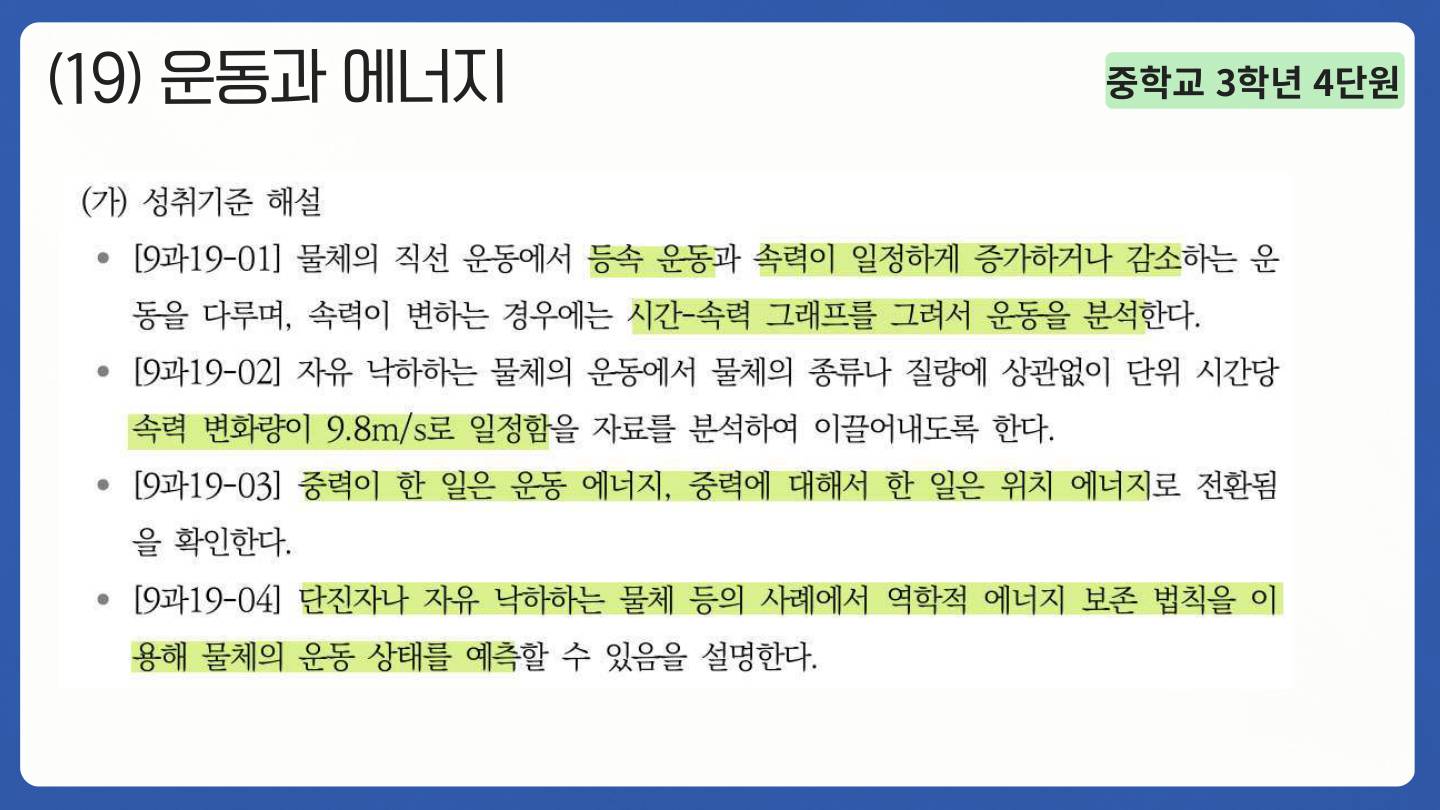 (19) 운동과 에너지
중학교 3학년 4단원
(가) 성취기준 해설
• [9과19-01] 물체의 직선 운동에서 등속 운동과 속력이 일정하게 증가하거나 감소하는 운
동을 다루며, 속력이 변하는 경우에는 시간-속력 그래프를 그려서 운동을 분석한다.
• [9과19-02] 자유 낙하하는 물체의 운동에서 물체의 종류나 질량에 상관없이 단위 시간당
속력 변화량이 9.8m/s로 일정함을 자료를 분석하여 이끌어내도록 한다.
• [9과19-03] 중력이 한 일은 운동 에너지, 중력에 대해서 한 일은 위치 에너지로 전환됨
을 확인한다.
• [9과19-04] 단진자나 자유 낙하하는 물체 등의 사례에서 역학적 에너지 보존 법칙을 이
용해 물체의 운동 상태를 예측할 수 있음을 설명한다.